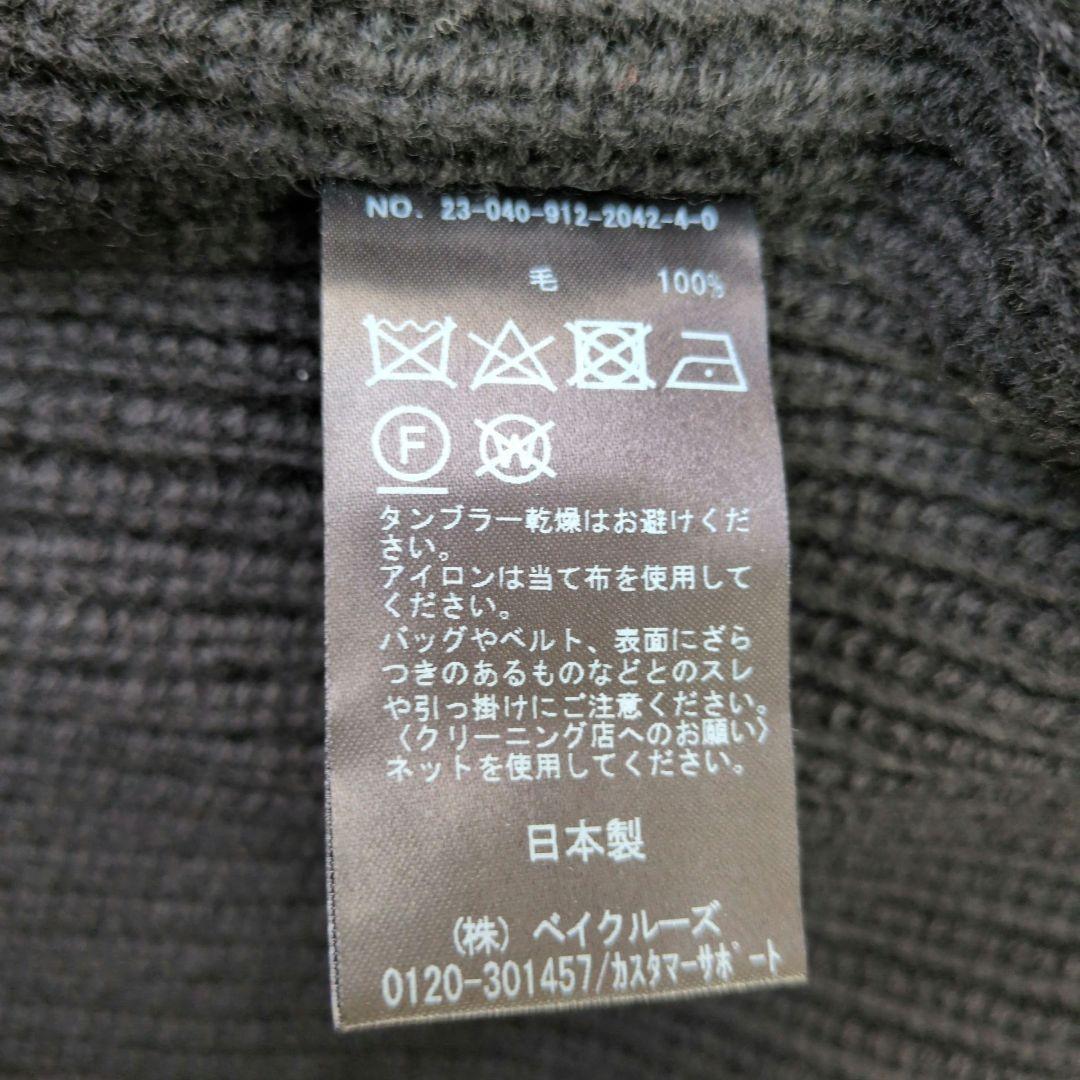 NO. 23-040-912-2042-4-0
毛 100%
F W
タンブラー乾燥はお避けくだ
さい。
アイロンは当て布を使用して
ください。
バッグやベルト、表面にざら
つきのあるものなどとのスレ
や引っ掛けにご注意ください。
〈クリーニング店へのお願い〉
ネットを使用してください。
日本製
(株) ベイクルーズ
0120-301457/カスタマーサポート